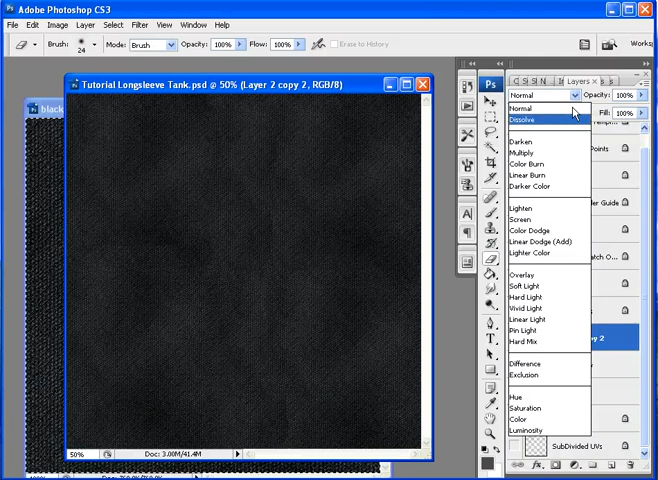 Adobe Photoshop CS3
File Edit Image Layer Select Filter View Window Help
Brush: 24 Mode: Brush Opacity: 100% Flow: 100% Erase to History Works
black
Tutorial Longsleeve Tank.psd @ 50% (Layer 2 copy 2, RGB/8)
Layers x
Normal Opacity: 100%
Fill: 100%
Normal
Dissolve
Darken
Multiply
Color Burn
Linear Burn
Darker Color
Lighten
Screen
Color Dodge
Linear Dodge (Add)
Lighter Color
Overlay
Soft Light
Hard Light
Vivid Light
Linear Light
Pin Light
Hard Mix
Difference
Exclusion
Hue
Saturation
Color
Luminosity
Points
der Guide
atch O...
py 2
SubDivided UVs
50% Doc: 3.00M/41.4M